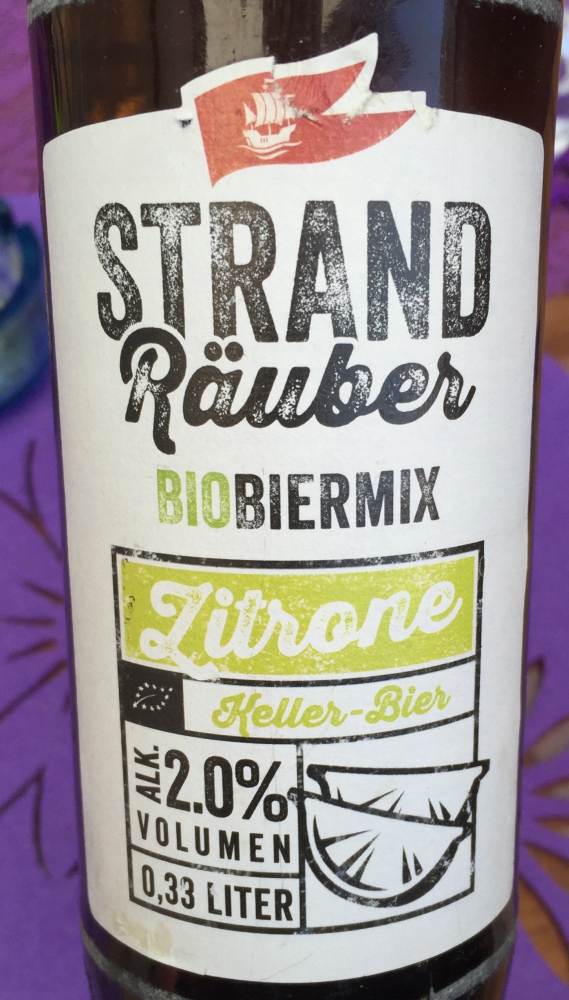 STRAND
Räuber
BIOBIERMIX
Zitrone
Keller-Bier
ALK. 2.0%
VOLUMEN
0,33 LITER